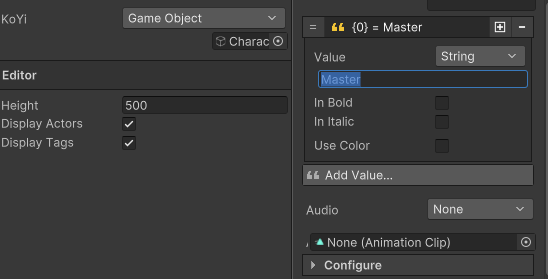 KoYi
Game Object
Charac
Editor
Height
500
Display Actors
Display Tags
= {0} = Master
Value
String
Master
In Bold
In Italic
Use Color
Add Value...
Audio
None
None (Animation Clip)
Configure